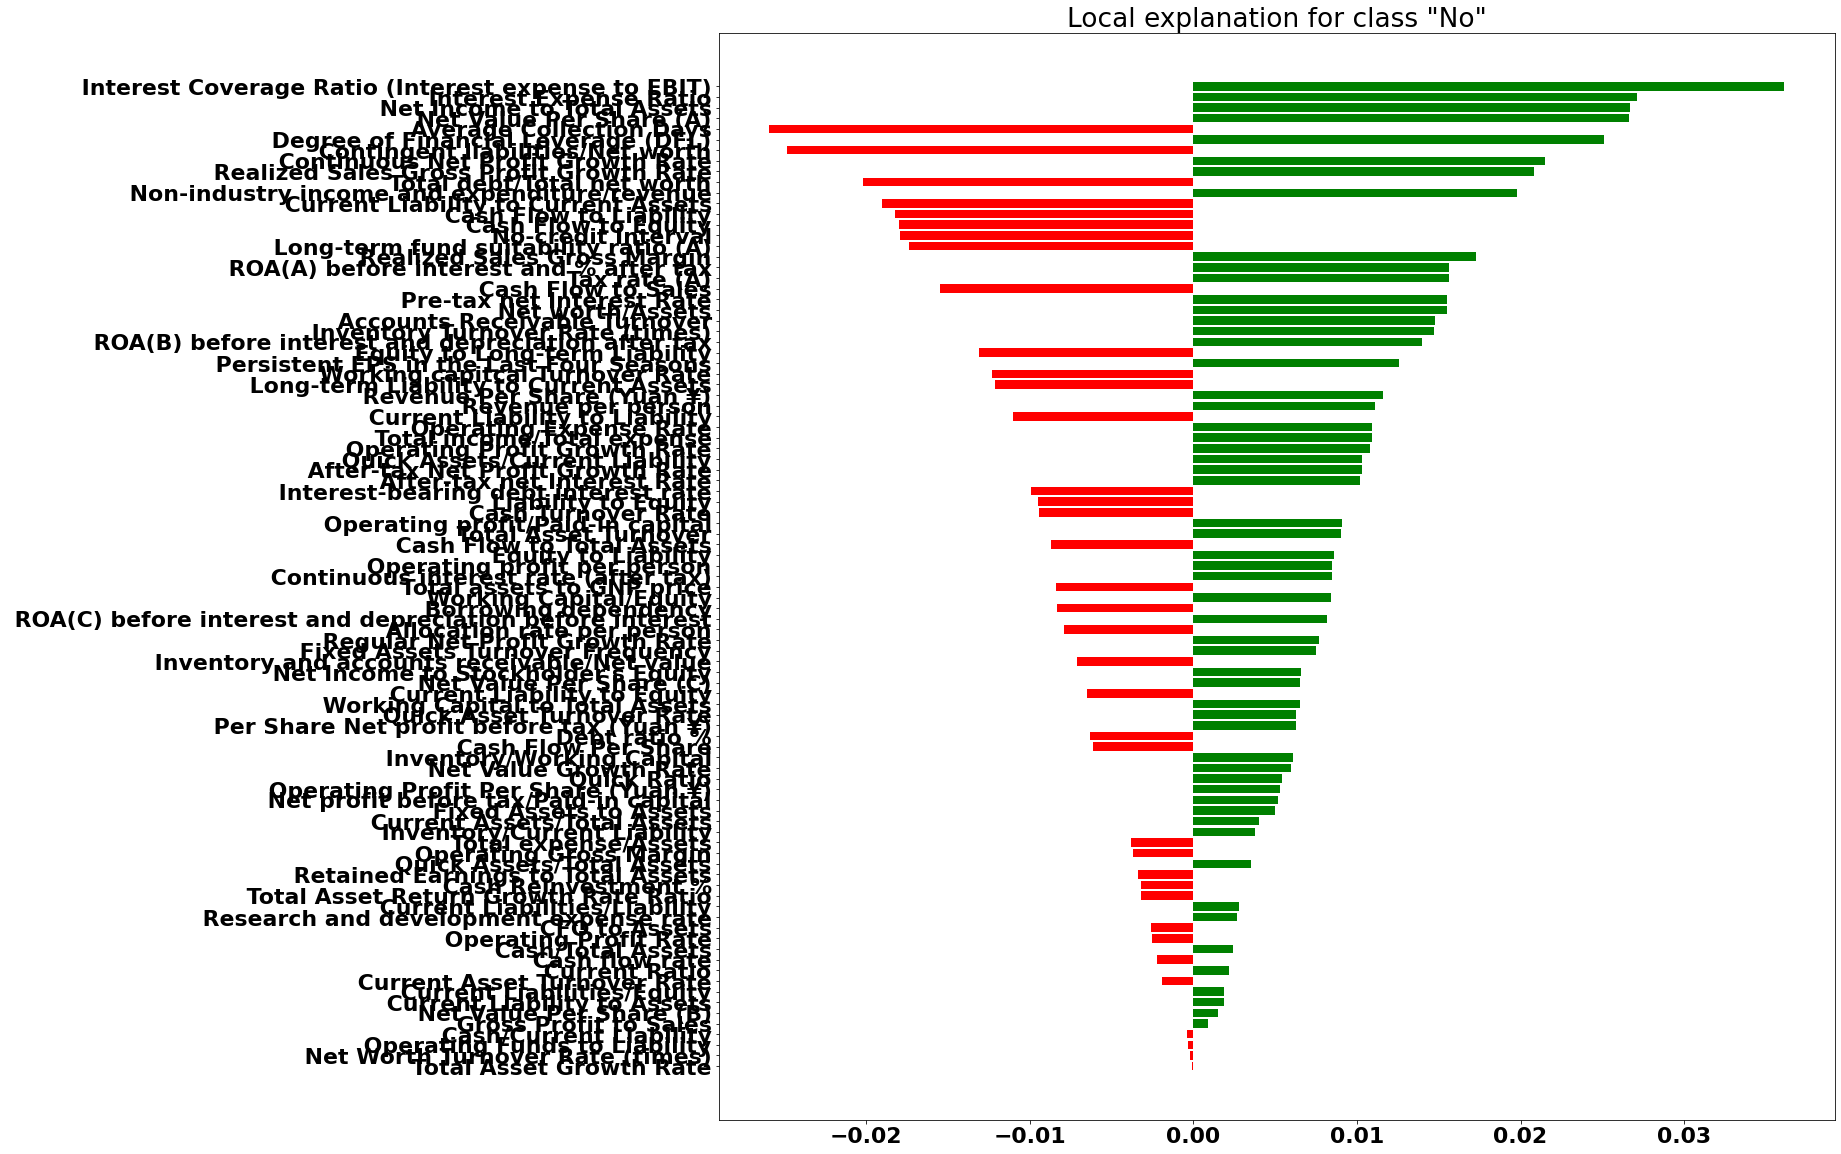 Local explanation for class "No"
Interest Coverage Ratio (Interest expense to EBIT)
Interest Expense Ratio
Net Income to Total Assets
Net Value Per Share (A)
Average Collection Days
Degree of Financial Leverage (DFL)
Contingent liabilities/Net worth
Continuous Net Profit Growth Rate
Realized Sales Gross Profit Growth Rate
Total debt/Total net worth
Non-industry income and expenditure/revenue
Current Liability to Current Assets
Cash Flow to Liability
Cash Flow to Equity
No-credit Interval
Long-term fund suitability ratio (A)
Realized Sales Gross Margin
ROA(A) before interest and % after tax
Tax rate (A)
Cash Flow to Sales
Pre-tax net Interest Rate
Net worth/Assets
Accounts Receivable Turnover
Inventory Turnover Rate (times)
ROA(B) before interest and depreciation after tax
Equity to Long-term Liability
Persistent EPS in the Last Four Seasons
Working capitcal Turnover Rate
Long-term Liability to Current Assets
Revenue Per Share (Yuan ¥)
Revenue per person
Current Liability to Liability
Operating Expense Rate
Total income/Total expense
Operating Profit Growth Rate
Quick Assets/Current Liability
After-tax Net Profit Growth Rate
After-tax net Interest Rate
Interest-bearing debt interest rate
Liability to Equity
Cash Turnover Rate
Operating profit/Paid-in capital
Total Asset Turnover
Cash Flow to Total Assets
Equity to Liability
Operating profit per person
Continuous interest rate (after tax)
Total assets to GNP price
Working Capital/Equity
Borrowing dependency
ROA(C) before interest and depreciation before interest
Allocation rate per person
Regular Net Profit Growth Rate
Fixed Assets Turnover Frequency
Inventory and accounts receivable/Net value
Net Income to Stockholder's Equity
Net Value Per Share (C)
Current Liability to Equity
Working Capital to Total Assets
Quick Asset Turnover Rate
Per Share Net profit before tax (Yuan ¥)
Debt ratio %
Cash Flow Per Share
Inventory/Working Capital
Net Value Growth Rate
Quick Ratio
Operating Profit Per Share (Yuan ¥)
Net profit before tax/Paid-in capital
Fixed Assets to Assets
Current Assets/Total Assets
Inventory/Current Liability
Total expense/Assets
Operating Gross Margin
Quick Assets/Total Assets
Retained Earnings to Total Assets
Cash Reinvestment %
Total Asset Return Growth Rate Ratio
Current Liabilities/Liability
Research and development expense rate
CFO to Assets
Operating Profit Rate
Cash/Total Assets
Cash flow rate
Current Ratio
Current Asset Turnover Rate
Current Liabilities/Equity
Current Liability to Assets
Net Value Per Share (B)
Gross Profit to Sales
Cash/Current Liability
Operating Funds to Liability
Net Worth Turnover Rate (times)
Total Asset Growth Rate
−0.02 −0.01 0.00 0.01 0.02 0.03